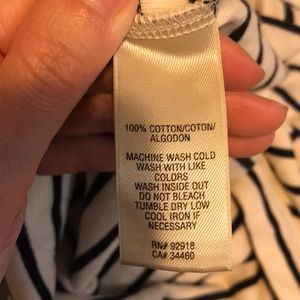 100% COTTON/COTON/
ALGODON
MACHINE WASH COLD
WASH WITH LIKE
COLORS
WASH INSIDE OUT
DO NOT BLEACH
TUMBLE DRY LOW
COOL IRON IF
NECESSARY
RN# 92918
CA# 34460